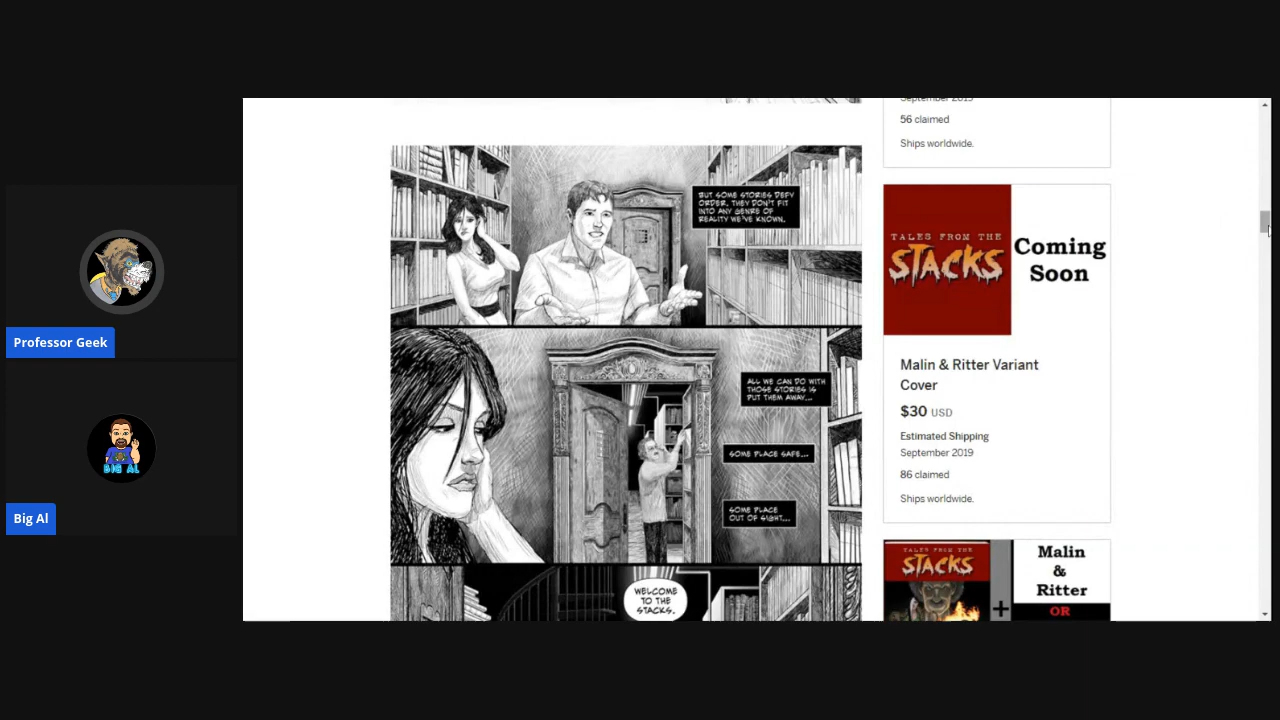 Professor Geek
BIG AL
Big Al
BUT SOME STORIES DEFY
ORDER. THEY DON'T FIT
INTO ANY GENRE OF
REALITY WE'VE KNOWN.
ALL WE CAN DO WITH
THOSE STORIES IS
PUT THEM AWAY...
SOME PLACE SAFE...
SOME PLACE
OUT OF SIGHT...
WELCOME
TO THE
STACKS.
September 2019
56 claimed
Ships worldwide.
TALES FROM THE
STACKS
Coming
Soon
Malin & Ritter Variant
Cover
$30 USD
Estimated Shipping
September 2019
86 claimed
Ships worldwide.
TALES FROM THE
STACKS
+
Malin
&
Ritter
OR